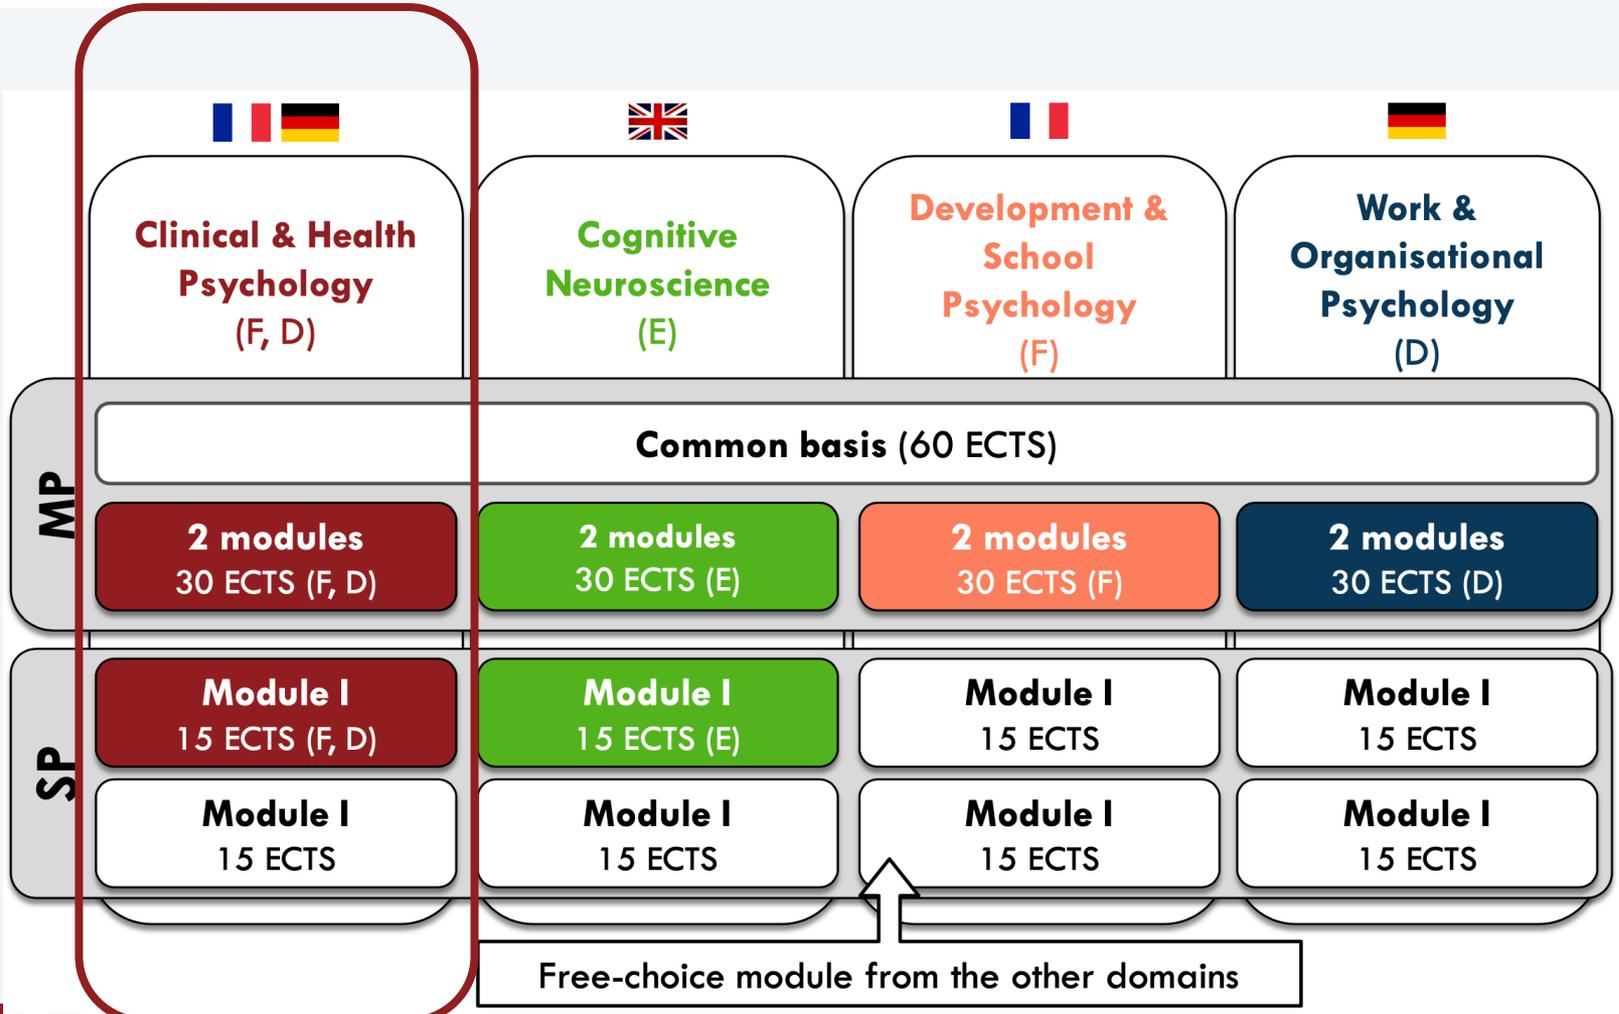 Clinical & Health
Psychology
(F, D)
Cognitive
Neuroscience
(E)
Development &
School
Psychology
(F)
Work &
Organisational
Psychology
(D)
MP
Common basis (60 ECTS)
2 modules
30 ECTS (F, D)
2 modules
30 ECTS (E)
2 modules
30 ECTS (F)
2 modules
30 ECTS (D)
SP
Module I
15 ECTS (F, D)
Module I
15 ECTS (E)
Module I
15 ECTS
Module I
15 ECTS
Module I
15 ECTS
Module I
15 ECTS
Module I
15 ECTS
Module I
15 ECTS
Free-choice module from the other domains